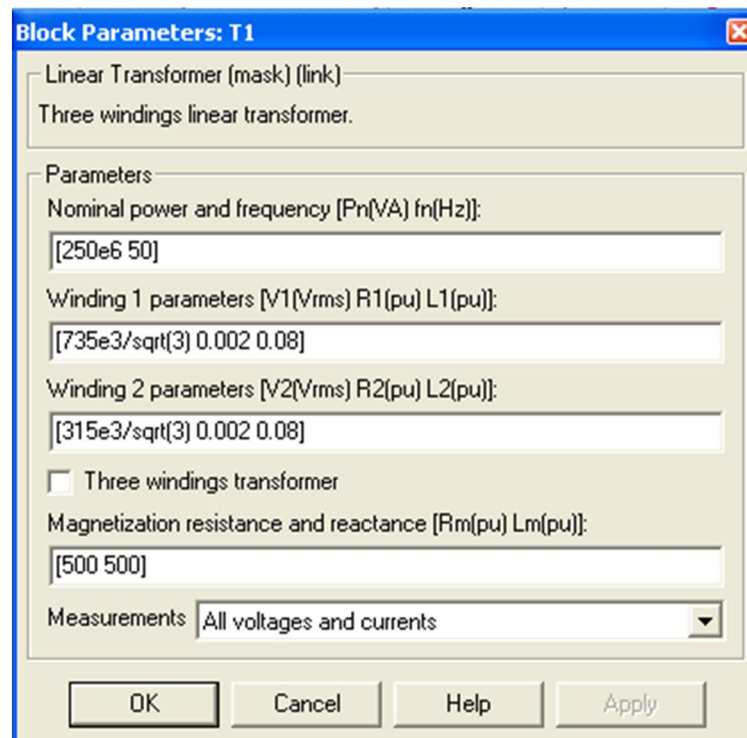 Block Parameters: T1
Linear Transformer (mask) (link)
Three windings linear transformer.
Parameters
Nominal power and frequency [Pn(VA) fn(Hz)]:
[250e6 50]
Winding 1 parameters [V1(Vrms) R1(pu) L1(pu)]:
[735e3/sqrt(3) 0.002 0.08]
Winding 2 parameters [V2(Vrms) R2(pu) L2(pu)]:
[315e3/sqrt(3) 0.002 0.08]
Three windings transformer
Magnetization resistance and reactance [Rm(pu) Lm(pu)]:
[500 500]
Measurements All voltages and currents
OK Cancel Help Apply